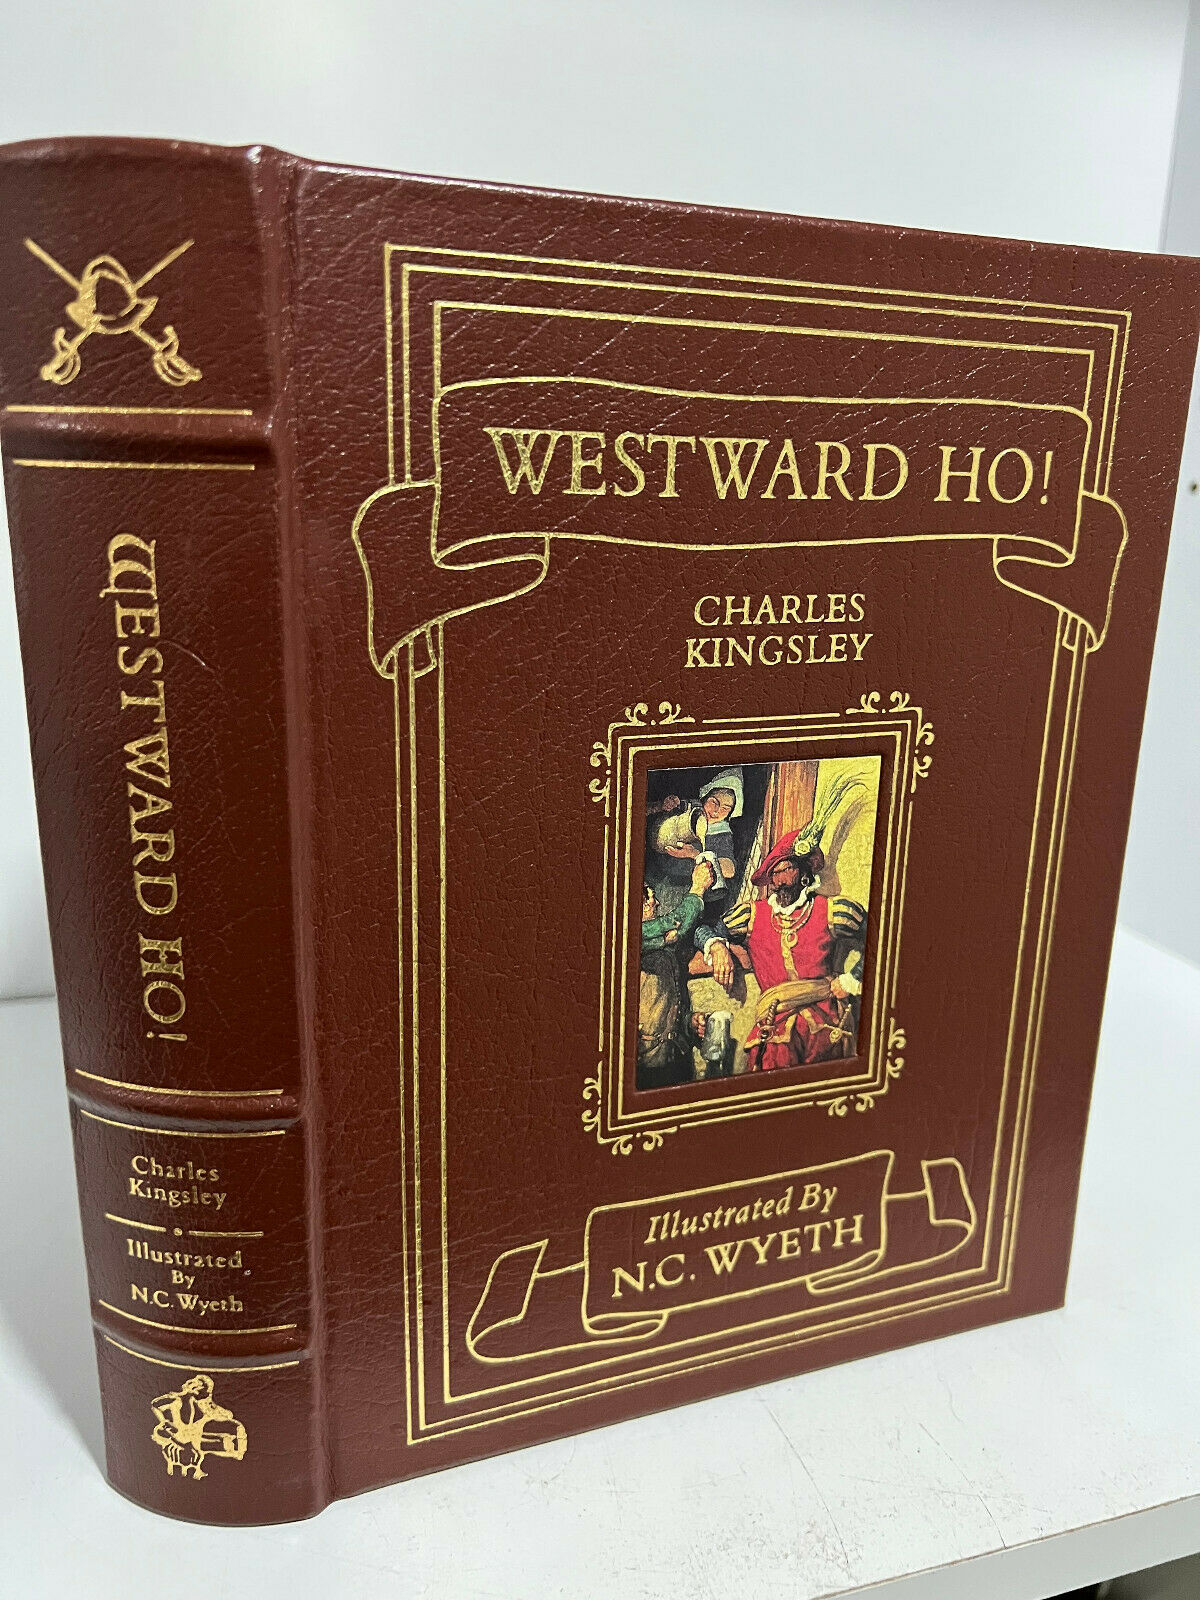 WESTWARD HO!
Charles
Kingsley
Illustrated
By
N.C. Wyeth
WESTWARD HO!
CHARLES
KINGSLEY
Illustrated By
N.C. WYETH